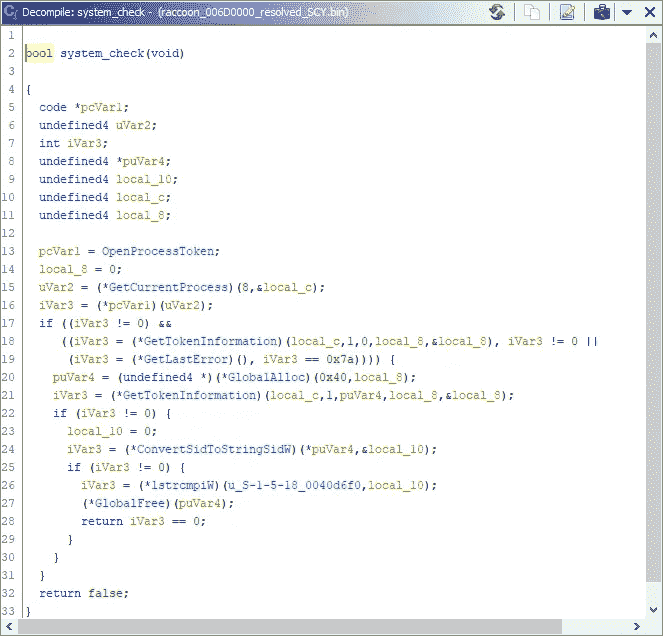 Decompile: system_check - (raccoon_006D0000_resolved_SCY.bin)
1
2 bool system_check(void)
3
4 {
5 code *pcVar1;
6 undefined4 uVar2;
7 int iVar3;
8 undefined4 *puVar4;
9 undefined4 local_10;
10 undefined4 local_c;
11 undefined4 local_8;
12
13 pcVar1 = OpenProcessToken;
14 local_8 = 0;
15 uVar2 = (*GetCurrentProcess)(8,&local_c);
16 iVar3 = (*pcVar1)(uVar2);
17 if ((iVar3 != 0) &&
18 ((iVar3 = (*GetTokenInformation)(local_c,1,0,local_8,&local_8), iVar3 != 0 ||
19 (iVar3 = (*GetLastError)(), iVar3 == 0x7a)))) {
20 puVar4 = (undefined4 *)(*GlobalAlloc)(0x40,local_8);
21 iVar3 = (*GetTokenInformation)(local_c,1,puVar4,local_8,&local_8);
22 if (iVar3 != 0) {
23 local_10 = 0;
24 iVar3 = (*ConvertSidToStringSidW)(*puVar4,&local_10);
25 if (iVar3 != 0) {
26 iVar3 = (*lstrcmpiW)(u_S-1-5-18_0040d6f0,local_10);
27 (*GlobalFree)(puVar4);
28 return iVar3 == 0;
29 }
30 }
31 }
32 return false;
33 }